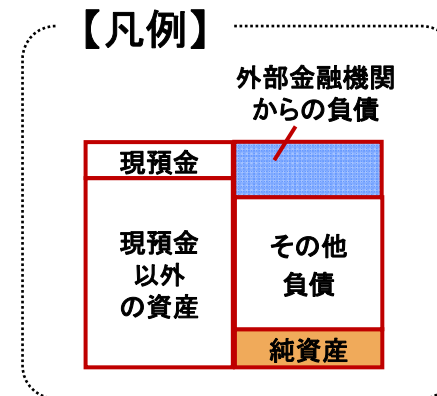 【凡例】
外部金融機関
からの負債
現預金
現預金
以外
の資産
その他
負債
純資産